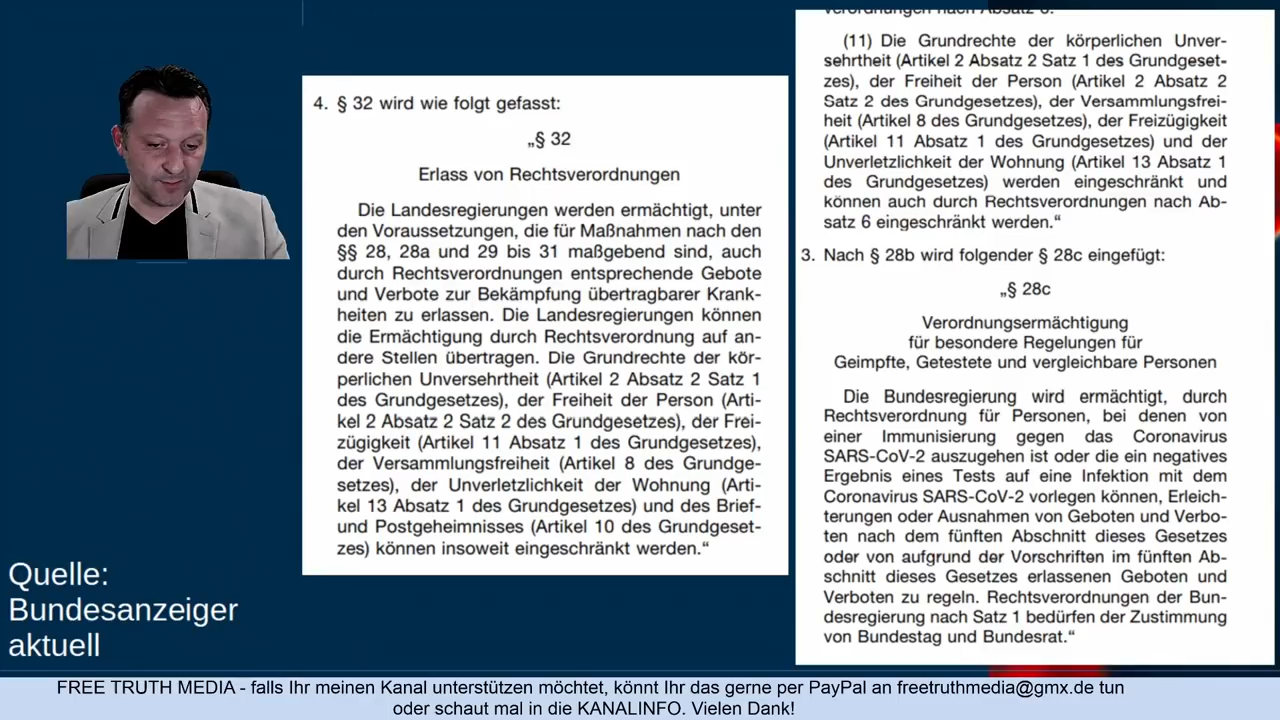 4. § 32 wird wie folgt gefasst:
„§ 32
Erlass von Rechtsverordnungen
Die Landesregierungen werden ermächtigt, unter
den Voraussetzungen, die für Maßnahmen nach den
§§ 28, 28a und 29 bis 31 maßgebend sind, auch
durch Rechtsverordnungen entsprechende Gebote
und Verbote zur Bekämpfung übertragbarer Krank-
heiten zu erlassen. Die Landesregierungen können
die Ermächtigung durch Rechtsverordnung auf an-
dere Stellen übertragen. Die Grundrechte der kör-
perlichen Unversehrtheit (Artikel 2 Absatz 2 Satz 1
des Grundgesetzes), der Freiheit der Person (Arti-
kel 2 Absatz 2 Satz 2 des Grundgesetzes), der Frei-
zügigkeit (Artikel 11 Absatz 1 des Grundgesetzes),
der Versammlungsfreiheit (Artikel 8 des Grundge-
setzes), der Unverletzlichkeit der Wohnung (Arti-
kel 13 Absatz 1 des Grundgesetzes) und des Brief-
und Postgeheimnisses (Artikel 10 des Grundgeset-
zes) können insoweit eingeschränkt werden.“
verordnungen nach Absatz 6.
(11) Die Grundrechte der körperlichen Unver-
sehrtheit (Artikel 2 Absatz 2 Satz 1 des Grundgeset-
zes), der Freiheit der Person (Artikel 2 Absatz 2
Satz 2 des Grundgesetzes), der Versammlungsfrei-
heit (Artikel 8 des Grundgesetzes), der Freizügigkeit
(Artikel 11 Absatz 1 des Grundgesetzes) und der
Unverletzlichkeit der Wohnung (Artikel 13 Absatz 1
des Grundgesetzes) werden eingeschränkt und
können auch durch Rechtsverordnungen nach Ab-
satz 6 eingeschränkt werden.“
3. Nach § 28b wird folgender § 28c eingefügt:
„§ 28c
Verordnungsermächtigung
für besondere Regelungen für
Geimpfte, Getestete und vergleichbare Personen
Die Bundesregierung wird ermächtigt, durch
Rechtsverordnung für Personen, bei denen von
einer Immunisierung gegen das Coronavirus
SARS-CoV-2 auszugehen ist oder die ein negatives
Ergebnis eines Tests auf eine Infektion mit dem
Coronavirus SARS-CoV-2 vorlegen können, Erleich-
terungen oder Ausnahmen von Geboten und Verbo-
ten nach dem fünften Abschnitt dieses Gesetzes
oder von aufgrund der Vorschriften im fünften Ab-
schnitt dieses Gesetzes erlassenen Geboten und
Verboten zu regeln. Rechtsverordnungen der Bun-
desregierung nach Satz 1 bedürfen der Zustimmung
von Bundestag und Bundesrat.“
Quelle:
Bundesanzeiger
aktuell
FREE TRUTH MEDIA - falls Ihr meinen Kanal unterstützen möchtet, könnt Ihr das gerne per PayPal an freetruthmedia@gmx.de tun
oder schaut mal in die KANALINFO. Vielen Dank!